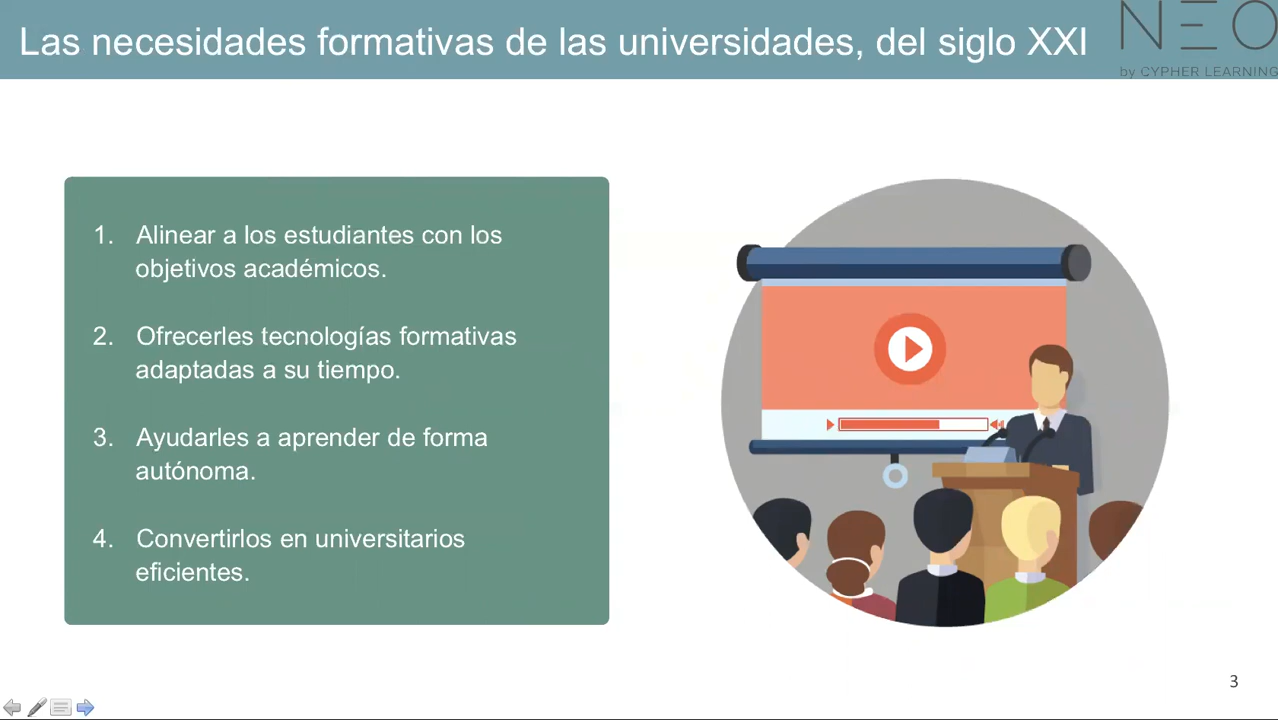 Las necesidades formativas de las universidades, del siglo XXI
NEO
by CYPHER LEARNING
1. Alinear a los estudiantes con los
objetivos académicos.
2. Ofrecerles tecnologías formativas
adaptadas a su tiempo.
3. Ayudarles a aprender de forma
autónoma.
4. Convertirlos en universitarios
eficientes.
3